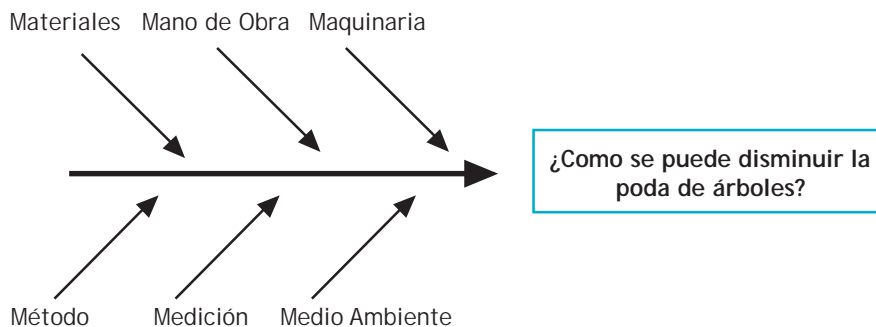 Materiales Mano de Obra Maquinaria
¿Como se puede disminuir la
poda de árboles?
Método Medición Medio Ambiente